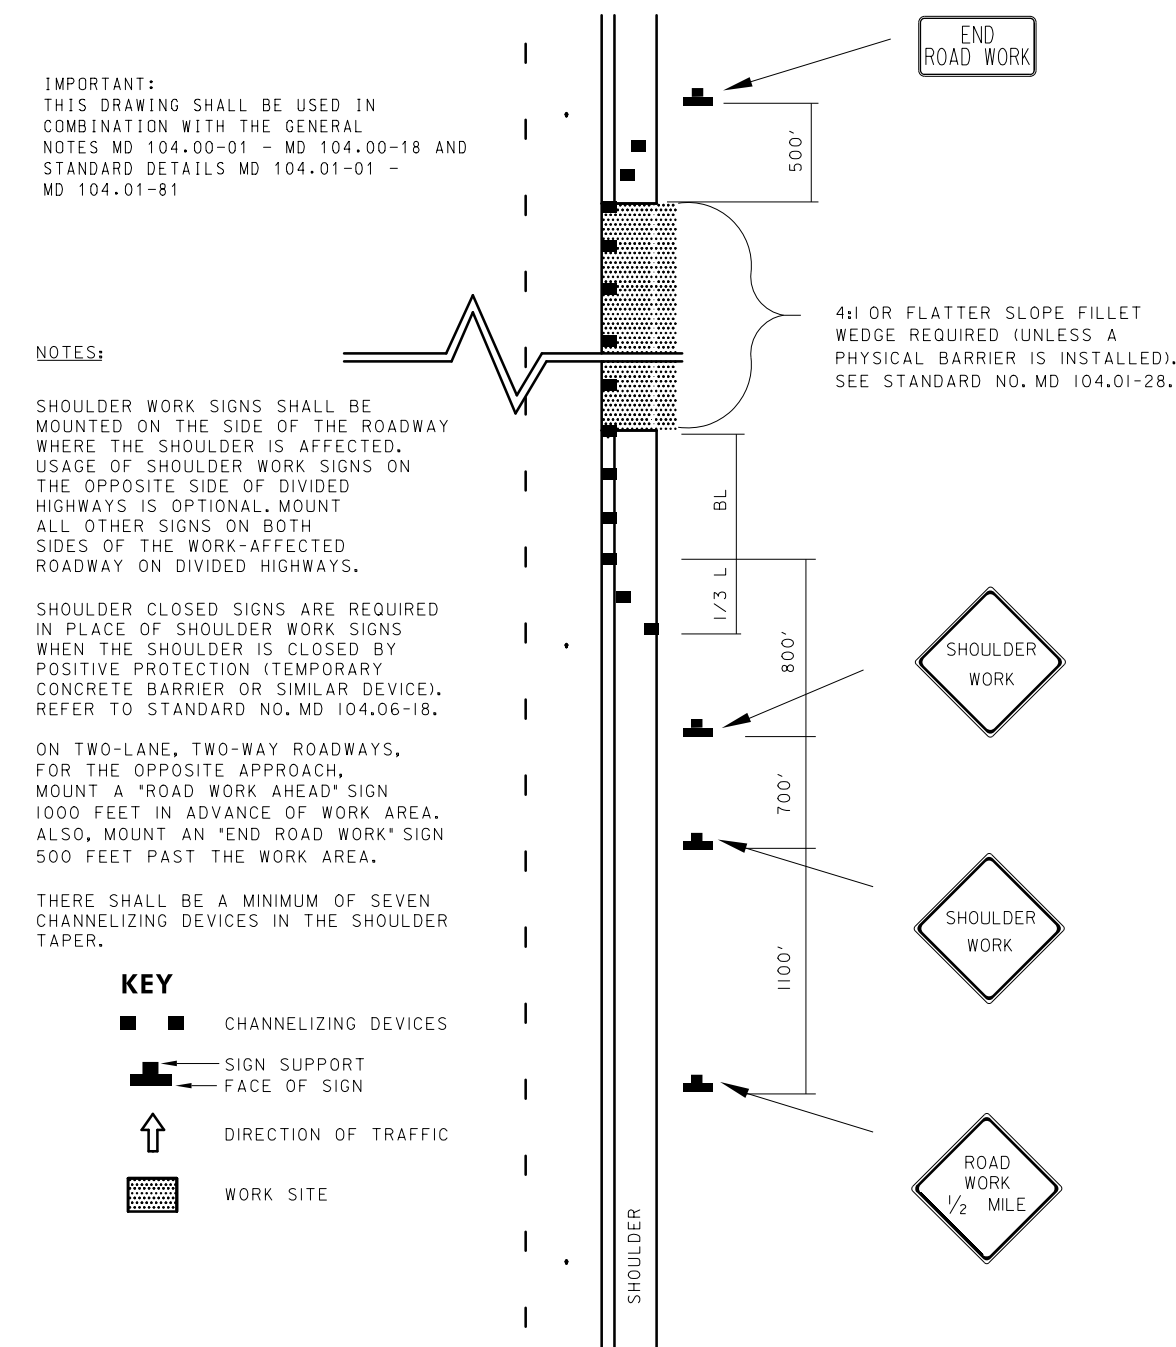 END
ROAD WORK
IMPORTANT:
THIS DRAWING SHALL BE USED IN
COMBINATION WITH THE GENERAL
NOTES MD 104.00-01 - MD 104.00-18 AND
STANDARD DETAILS MD 104.01-01 -
MD 104.01-81
500'
4:1 OR FLATTER SLOPE FILLET
WEDGE REQUIRED (UNLESS A
PHYSICAL BARRIER IS INSTALLED).
SEE STANDARD NO. MD 104.01-28.
NOTES:
SHOULDER WORK SIGNS SHALL BE
MOUNTED ON THE SIDE OF THE ROADWAY
WHERE THE SHOULDER IS AFFECTED.
USAGE OF SHOULDER WORK SIGNS ON
THE OPPOSITE SIDE OF DIVIDED
HIGHWAYS IS OPTIONAL. MOUNT
ALL OTHER SIGNS ON BOTH
SIDES OF THE WORK-AFFECTED
ROADWAY ON DIVIDED HIGHWAYS.
SHOULDER CLOSED SIGNS ARE REQUIRED
IN PLACE OF SHOULDER WORK SIGNS
WHEN THE SHOULDER IS CLOSED BY
POSITIVE PROTECTION (TEMPORARY
CONCRETE BARRIER OR SIMILAR DEVICE).
REFER TO STANDARD NO. MD 104.06-18.
ON TWO-LANE, TWO-WAY ROADWAYS,
FOR THE OPPOSITE APPROACH,
MOUNT A "ROAD WORK AHEAD" SIGN
1000 FEET IN ADVANCE OF WORK AREA.
ALSO, MOUNT AN "END ROAD WORK" SIGN
500 FEET PAST THE WORK AREA.
THERE SHALL BE A MINIMUM OF SEVEN
CHANNELIZING DEVICES IN THE SHOULDER
TAPER.
BL
1/3 L
800'
SHOULDER
WORK
700'
SHOULDER
WORK
1100'
ROAD
WORK
1/2 MILE
SHOULDER
KEY
CHANNELIZING DEVICES
SIGN SUPPORT
FACE OF SIGN
DIRECTION OF TRAFFIC
WORK SITE